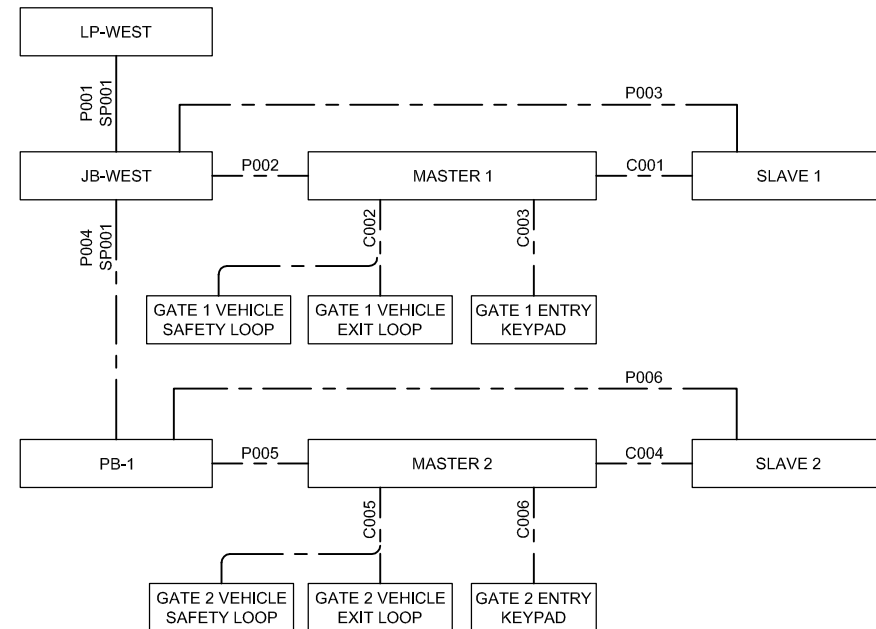 LP-WEST
P001
SP001
P003
JB-WEST
P002
MASTER 1
C001
SLAVE 1
P004
SP001
C002
C003
GATE 1 VEHICLE
SAFETY LOOP
GATE 1 VEHICLE
EXIT LOOP
GATE 1 ENTRY
KEYPAD
P006
PB-1
P005
MASTER 2
C004
SLAVE 2
C005
C006
GATE 2 VEHICLE
SAFETY LOOP
GATE 2 VEHICLE
EXIT LOOP
GATE 2 ENTRY
KEYPAD